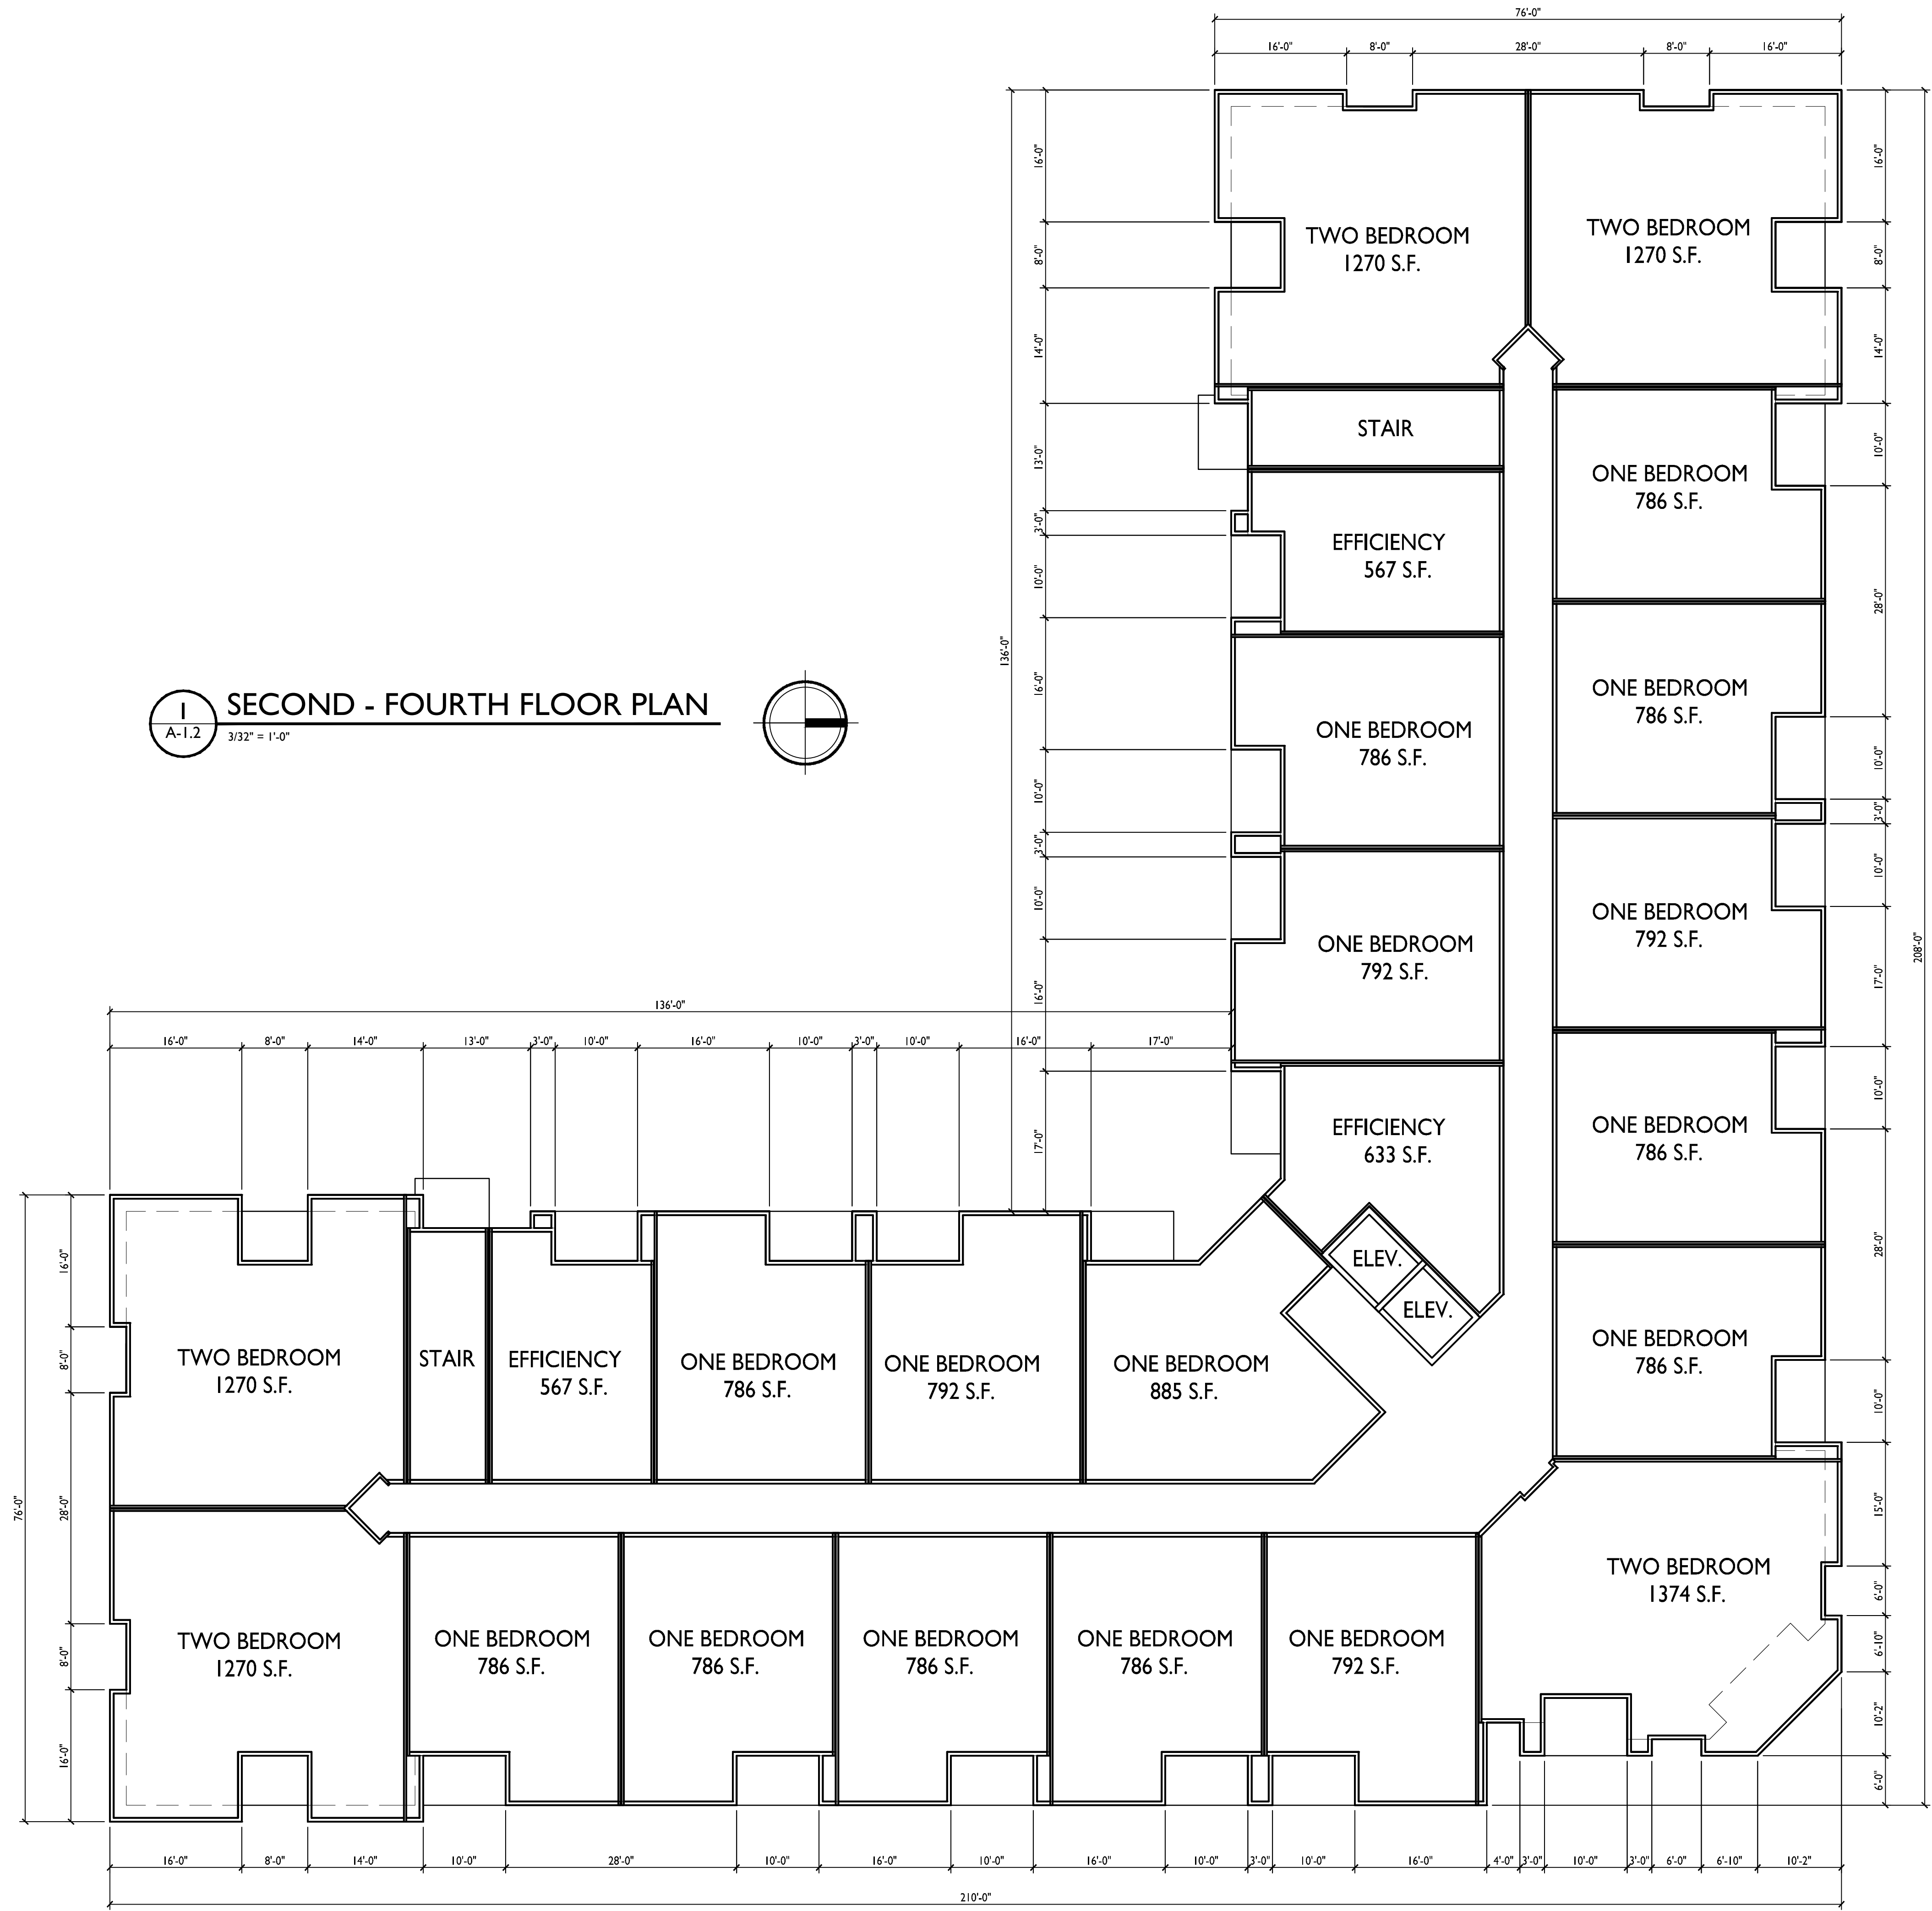 76'-0"
16'-0" 8'-0" 28'-0" 8'-0" 16'-0"
16'-0"
8'-0"
14'-0"
13'-0"
3'-0"
10'-0"
16'-0"
10'-0"
3'-0"
10'-0"
16'-0"
17'-0"
136'-0"
TWO BEDROOM
1270 S.F.
TWO BEDROOM
1270 S.F.
STAIR
EFFICIENCY
567 S.F.
ONE BEDROOM
786 S.F.
ONE BEDROOM
792 S.F.
EFFICIENCY
633 S.F.
ELEV.
ELEV.
ONE BEDROOM
786 S.F.
ONE BEDROOM
786 S.F.
ONE BEDROOM
792 S.F.
ONE BEDROOM
786 S.F.
ONE BEDROOM
786 S.F.
16'-0"
8'-0"
14'-0"
10'-0"
28'-0"
10'-0"
3'-0"
10'-0"
17'-0"
10'-0"
28'-0"
10'-0"
15'-0"
6'-0"
6'-10"
10'-2"
6'-0"
208'-0"
1
A-1.2
SECOND - FOURTH FLOOR PLAN
3/32" = 1'-0"
136'-0"
16'-0" 8'-0" 14'-0" 13'-0" 3'-0" 10'-0" 16'-0" 10'-0" 3'-0" 10'-0" 16'-0" 17'-0"
76'-0"
16'-0"
8'-0"
28'-0"
8'-0"
16'-0"
TWO BEDROOM
1270 S.F.
STAIR
EFFICIENCY
567 S.F.
ONE BEDROOM
786 S.F.
ONE BEDROOM
792 S.F.
ONE BEDROOM
885 S.F.
TWO BEDROOM
1270 S.F.
ONE BEDROOM
786 S.F.
ONE BEDROOM
786 S.F.
ONE BEDROOM
786 S.F.
ONE BEDROOM
786 S.F.
ONE BEDROOM
792 S.F.
TWO BEDROOM
1374 S.F.
16'-0" 8'-0" 14'-0" 10'-0" 28'-0" 10'-0" 16'-0" 10'-0" 16'-0" 10'-0" 3'-0" 10'-0" 16'-0" 4'-0" 3'-0" 10'-0" 3'-0" 6'-0" 6'-10" 10'-2"
210'-0"